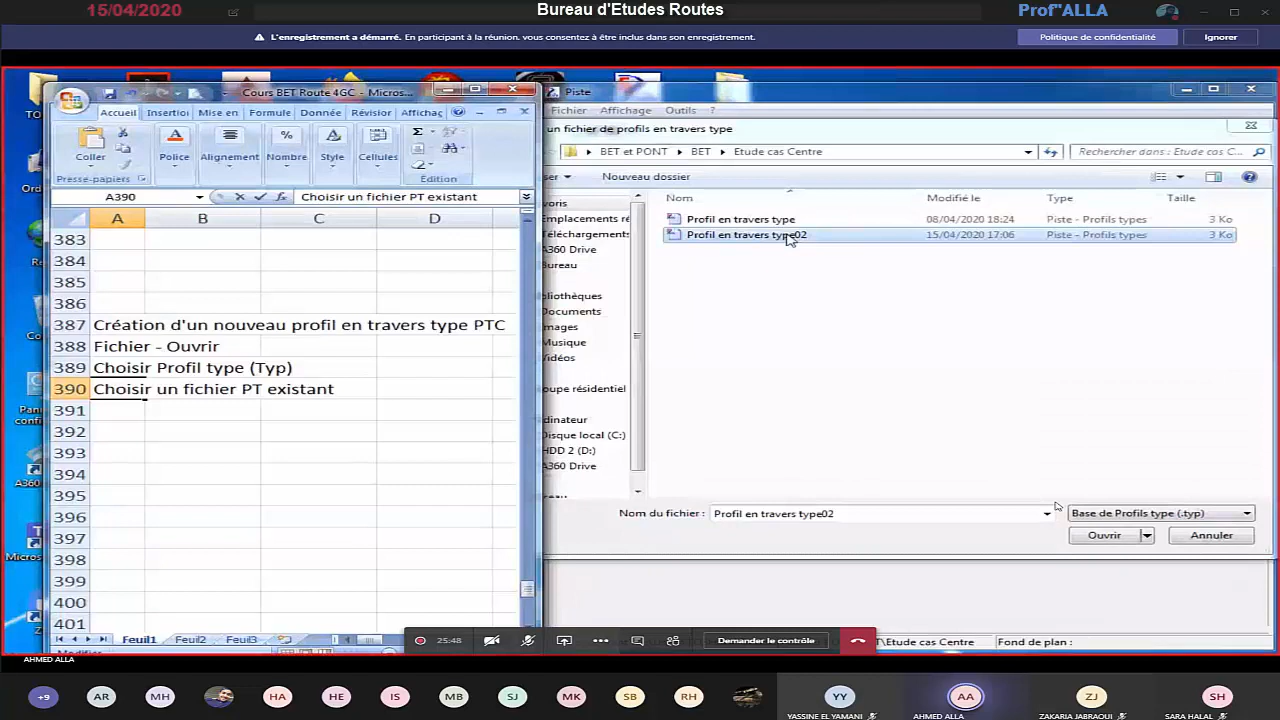 15/04/2020
Bureau d'Etudes Routes
Prof"ALLA
L'enregistrement a démarré. En participant à la réunion, vous consentez à être inclus dans son enregistrement.
Politique de confidentialité
Ignorer
Cours BET Route 4GC - Micros...
Accueil
Insertion
Mise en
Formule
Donnée
Révision
Affichag
Coller
Police
Alignement
Nombre
Style
Cellules
Presse-papiers
Edition
A390
Choisir un fichier PT existant
A
B
C
D
383
384
385
386
387
Création d'un nouveau profil en travers type PTC
388
Fichier - Ouvrir
389
Choisir Profil type (Typ)
390
Choisir un fichier PT existant
391
392
393
394
395
396
397
398
399
400
401
Feuil1
Feuil2
Feuil3
Piste
Fichier
Affichage
Outils
?
un fichier de profils en travers type
BET et PONT
BET
Etude cas Centre
Rechercher dans : Etude cas Centre
Nouveau dossier
Nom
Modifié le
Type
Taille
Profil en travers type
08/04/2020 18:24
Piste - Profils types
3 Ko
Profil en travers type02
15/04/2020 17:06
Piste - Profils types
3 Ko
voris
Emplacements ré
Téléchargements
A360 Drive
Bureau
bliothèques
Documents
mages
Musique
Vidéos
oupe résidentiel
dinateur
Disque local (C:)
HDD 2 (D:)
A360 Drive
Nom du fichier :
Profil en travers type02
Base de Profils type (.typ)
Ouvrir
Annuler
25:48
Demander le contrôle
\Etude cas Centre
Fond de plan :
AHMED ALLA
+9
AR
MH
HA
HE
IS
MB
SJ
MK
SB
RH
YY
AA
ZJ
SH
YASSINE EL YAMANI
AHMED ALLA
ZAKARIA JABRAOUI
SARA HALAL